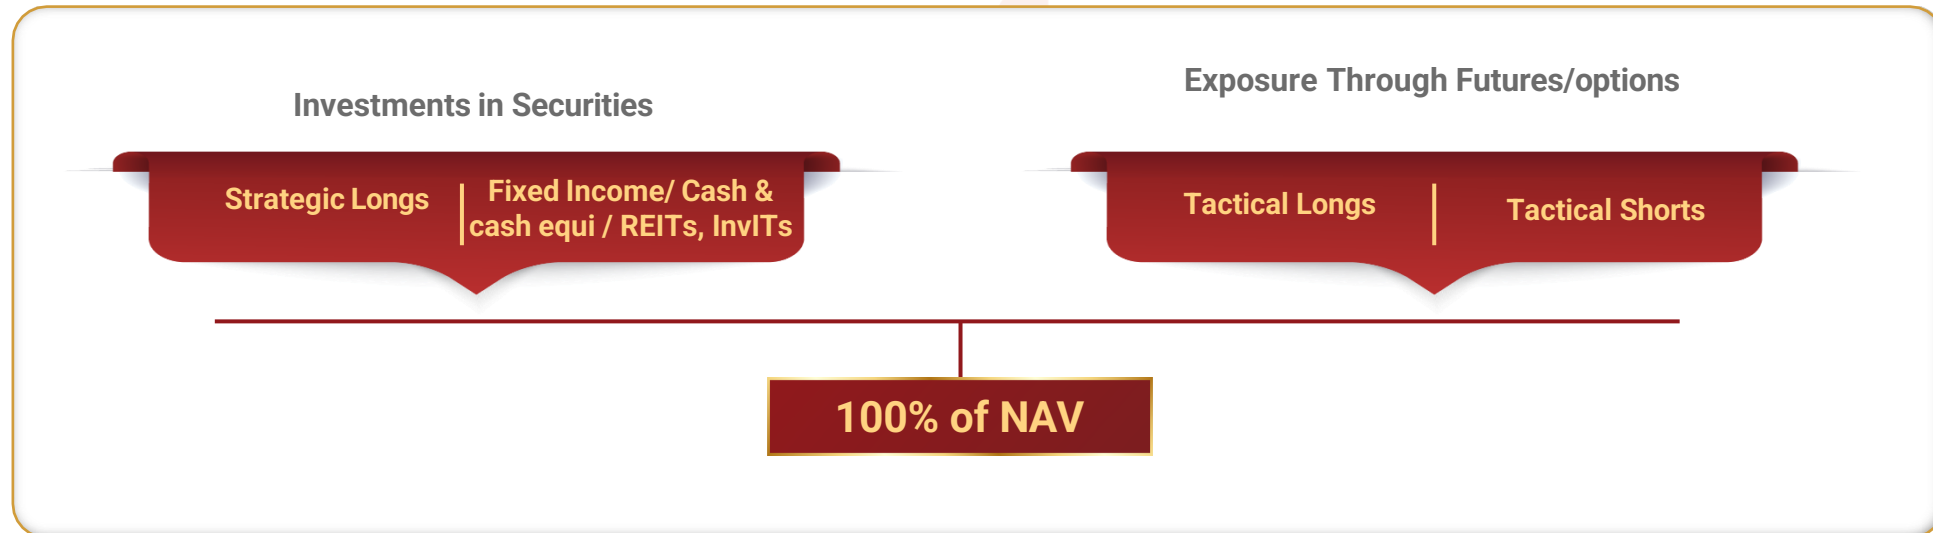 Investments in Securities
Exposure Through Futures/options
Strategic Longs
Fixed Income/ Cash &
cash equi / REITs, InvITs
Tactical Longs
Tactical Shorts
100% of NAV